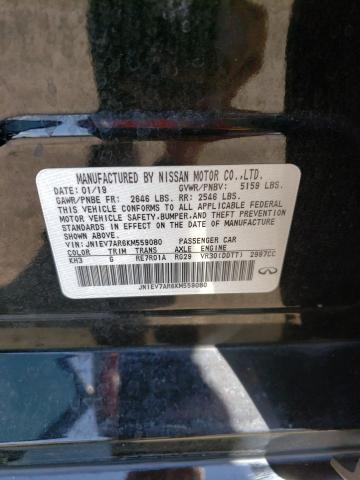 MANUFACTURED BY NISSAN MOTOR CO.,LTD.
DATE: 01/19 GVWR/PNBV: 5159 LBS.
GAWR/PNBE FR: 2646 LBS. RR: 2546 LBS.
THIS VEHICLE CONFORMS TO ALL APPLICABLE FEDERAL
MOTOR VEHICLE SAFETY, BUMPER, AND THEFT PREVENTION
STANDARDS IN EFFECT ON THE DATE OF MANUFACTURE
SHOWN ABOVE.
VIN: JN1EV7AR6KM559080 PASSENGER CAR
COLOR TRIM TRANS AXLE ENGINE
KH3 G RE7R01A RG29 VR30(DDTT) 2997CC
JN1EV7AR6KM559080